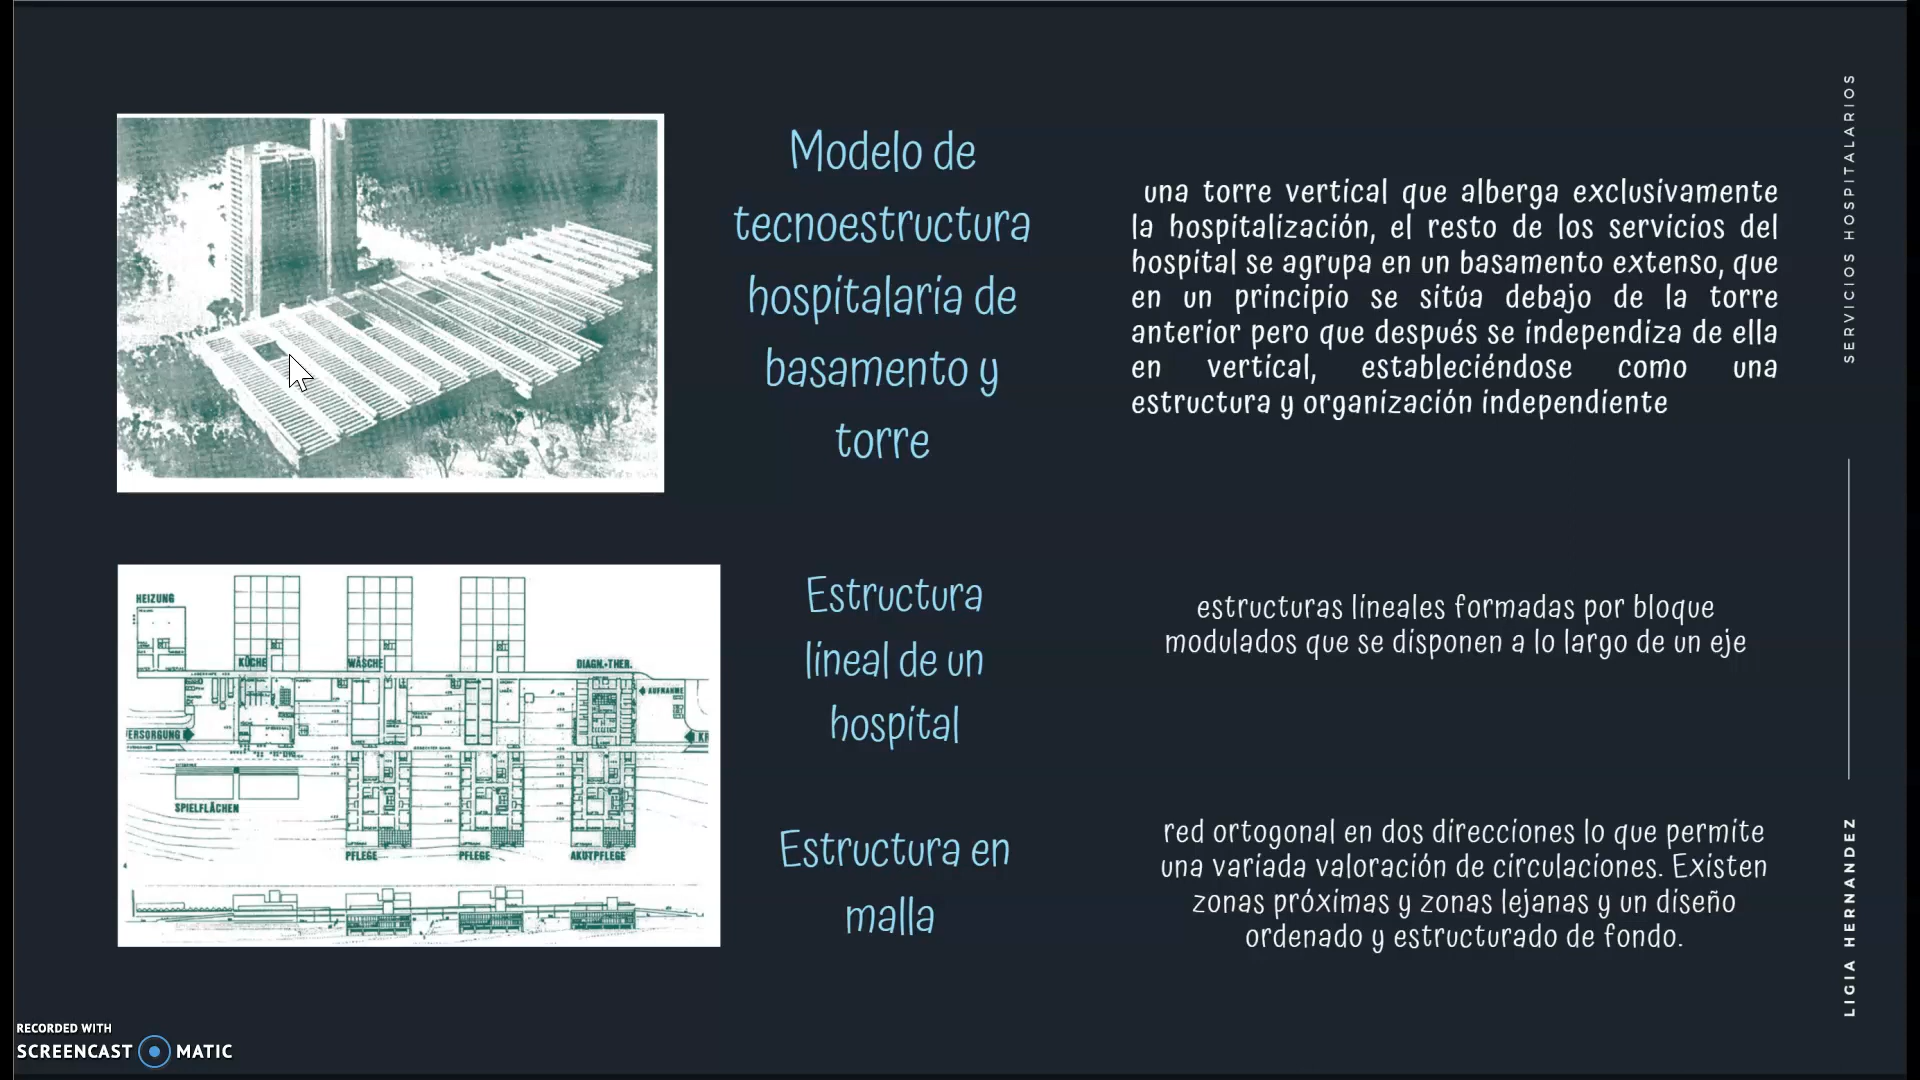 Modelo de
tecnoestructura
hospitalaria de
basamento y
torre
una torre vertical que alberga exclusivamente
la hospitalización, el resto de los servicios del
hospital se agrupa en un basamento extenso, que
en un principio se sitúa debajo de la torre
anterior pero que después se independiza de ella
en vertical, estableciéndose como una
estructura y organización independiente
HEIZUNG
KÜCHE
WÄSCHE
DIAGN.+THER.
AUFNAHME
ERSORGUNG
KR
SPIELFLÄCHEN
PFLEGE
PFLEGE
AKUTPFLEGE
Estructura
lineal de un
hospital
estructuras lineales formadas por bloque
modulados que se disponen a lo largo de un eje
Estructura en
malla
red ortogonal en dos direcciones lo que permite
una variada valoración de circulaciones. Existen
zonas próximas y zonas lejanas y un diseño
ordenado y estructurado de fondo.
SERVICIOS HOSPITALARIOS
LIGIA HERNANDEZ
RECORDED WITH
SCREENCAST MATIC